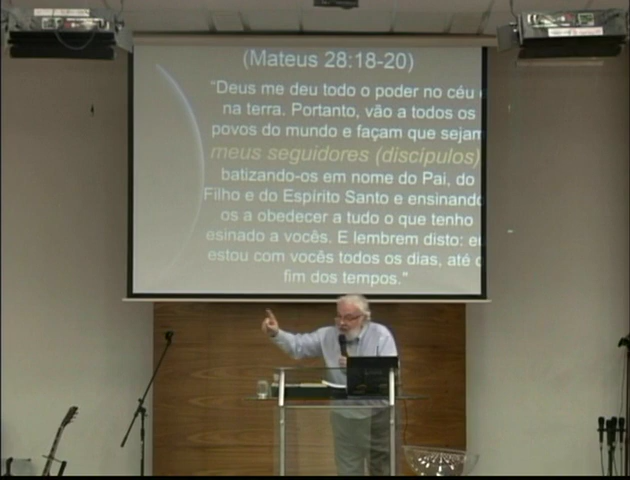 (Mateus 28:18-20)
"Deus me deu todo o poder no céu
na terra. Portanto, vão a todos os
povos do mundo e façam que sejam
meus seguidores (discípulos)
batizando-os em nome do Pai, do
Filho e do Espírito Santo e ensinando
os a obedecer a tudo o que tenho
esinado a vocês. E lembrem disto: eu
estou com vocês todos os dias, até o
fim dos tempos."